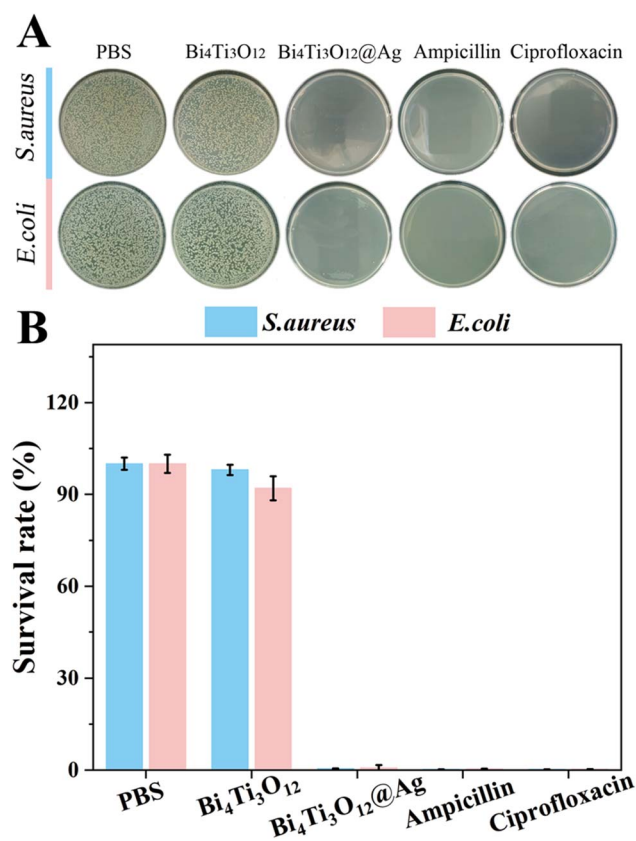 A
PBS Bi4Ti3O12 Bi4Ti3O12@Ag Ampicillin Ciprofloxacin
S.aureus
E.coli
B
S.aureus E.coli
Survival rate (%)
120
90
60
30
0
PBS Bi₄Ti₃O₁₂ Bi₄Ti₃O₁₂@Ag Ampicillin Ciprofloxacin